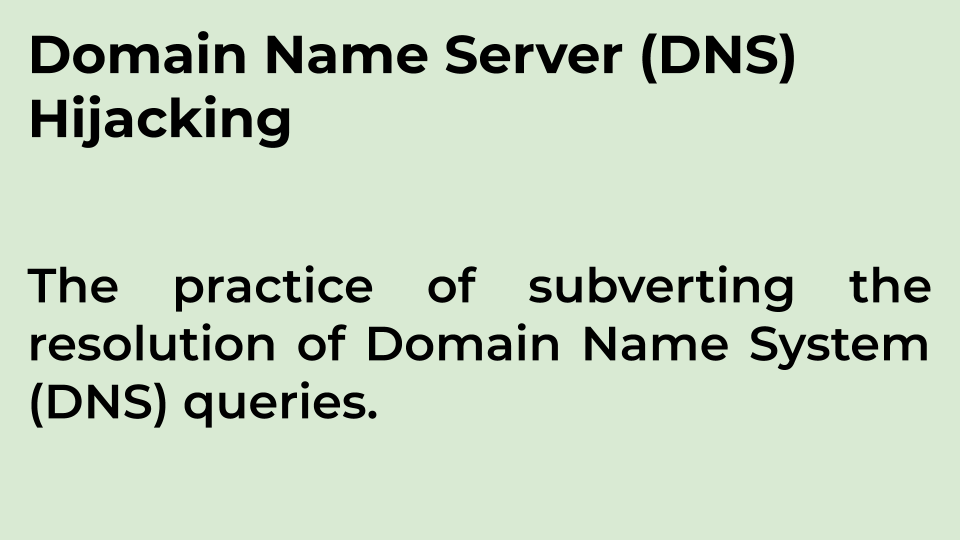 Domain Name Server (DNS)
Hijacking
The practice of subverting the
resolution of Domain Name System
(DNS) queries.